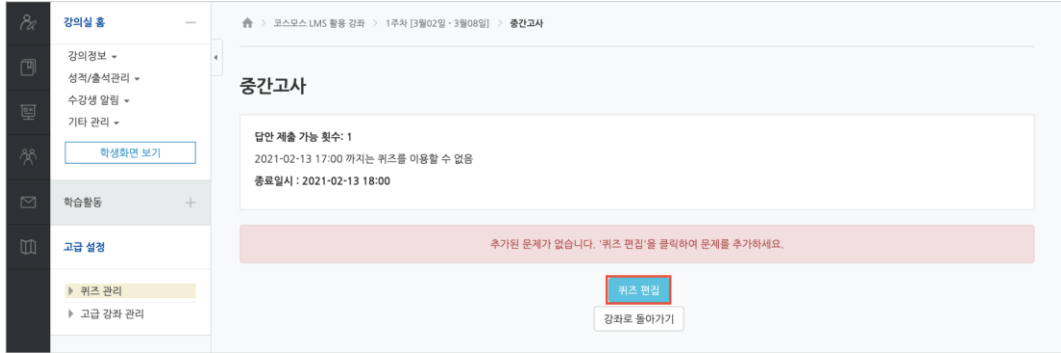 강의실 홈
강의정보
성적/출석관리
수강생 알림
기타 관리
학생화면 보기
학습활동
고급 설정
퀴즈 관리
고급 강좌 관리
코스모스 LMS 활용 강좌 > 1주차 [3월02일 - 3월08일] > 중간고사
중간고사
답안 제출 가능 횟수: 1
2021-02-13 17:00 까지는 퀴즈를 이용할 수 없음
종료일시 : 2021-02-13 18:00
추가된 문제가 없습니다. '퀴즈 편집'을 클릭하여 문제를 추가하세요.
퀴즈 편집
강좌로 돌아가기